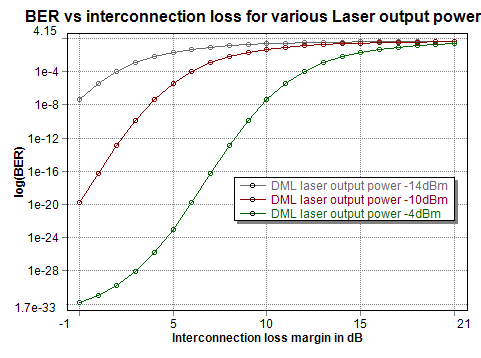 BER vs interconnection loss for various Laser output power
4.15
1e-4
1e-8
1e-12
1e-16
1e-20
1e-24
1e-28
1.7e-33
log(BER)
DML laser output power -14dBm
DML laser output power -10dBm
DML laser output power -4dBm
-1
5
10
15
21
Interconnection loss margin in dB